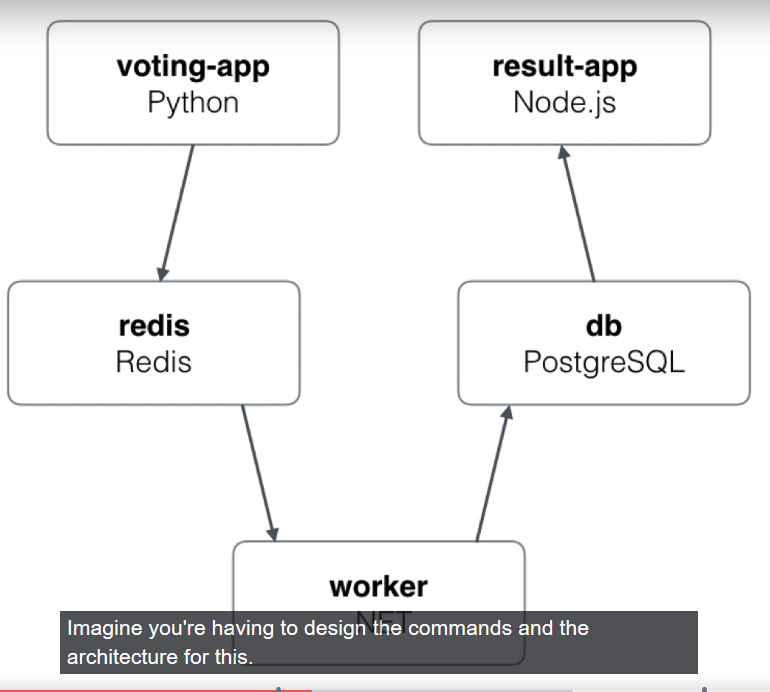 voting-app
Python
result-app
Node.js
redis
Redis
db
PostgreSQL
worker
.NET
Imagine you're having to design the commands and the
architecture for this.